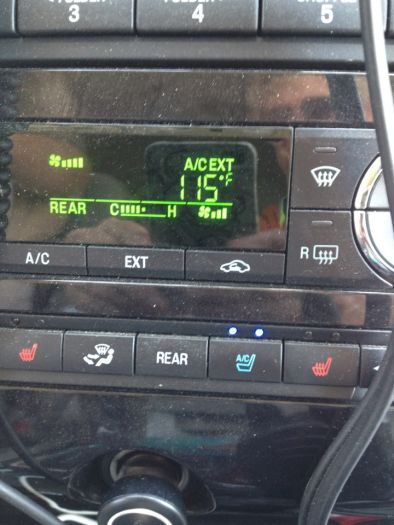 3 4 5
A/C EXT
115°F
REAR C H
A/C EXT R
REAR A/C